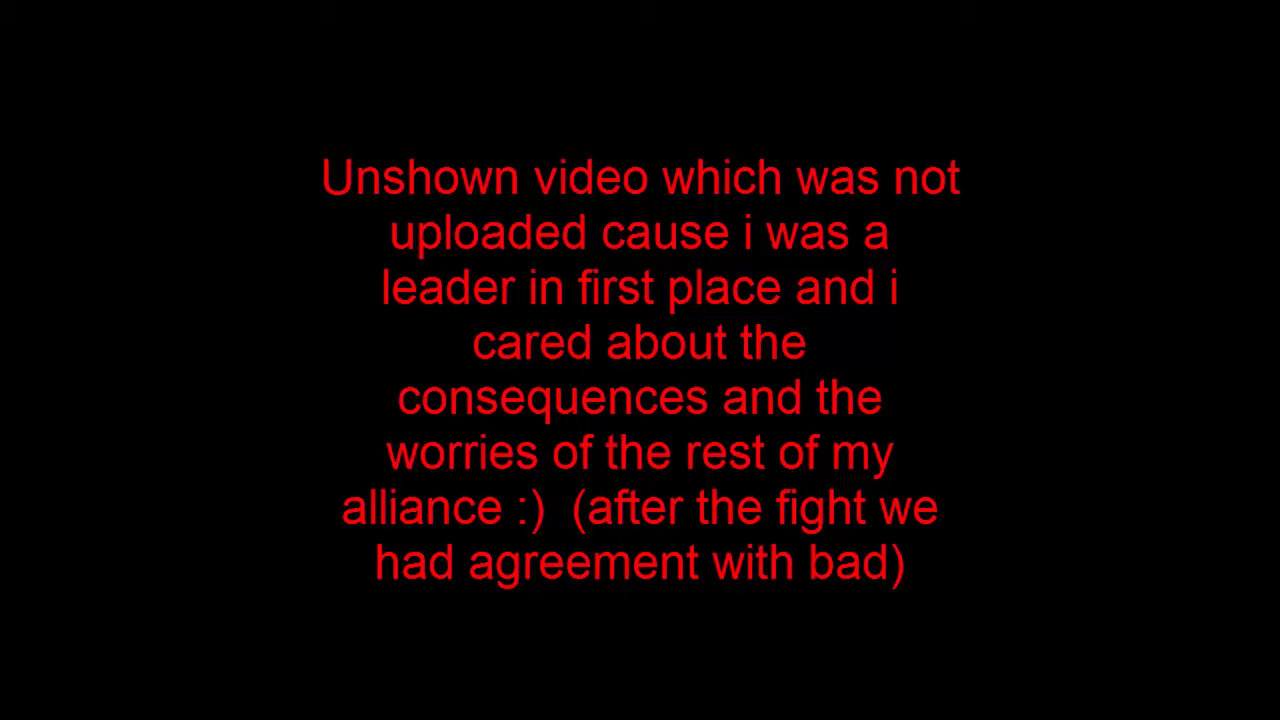 Unshown video which was not
uploaded cause i was a
leader in first place and i
cared about the
consequences and the
worries of the rest of my
alliance :)  (after the fight we
had agreement with bad)